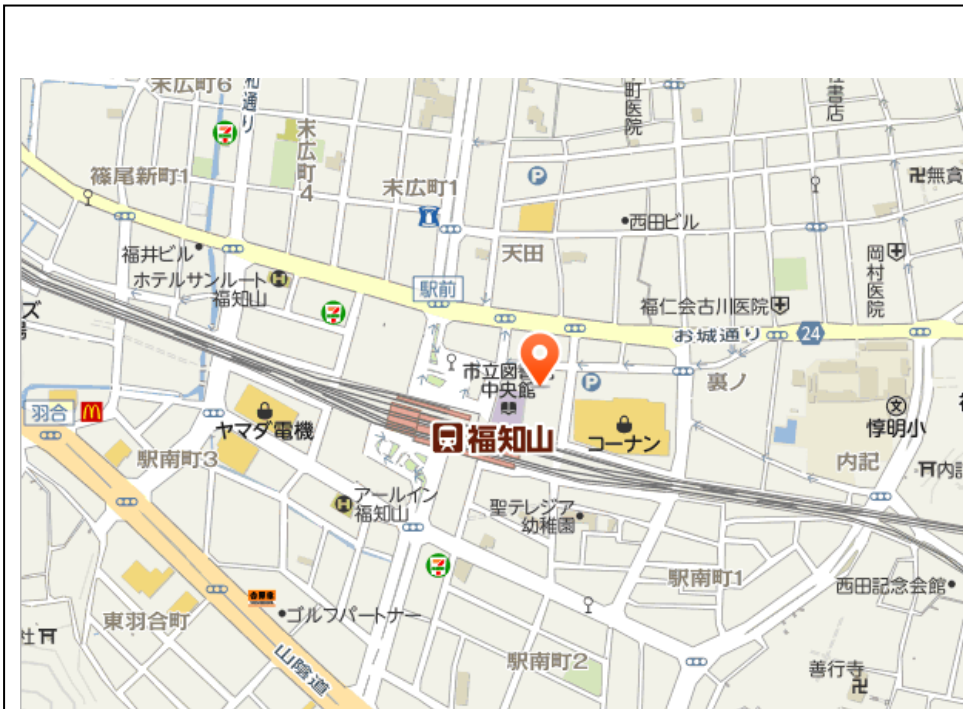 末広町6
和通り
町医院
書店
末広町4
篠尾新町1
末広町1
卍無貪
西田ビル
福井ビル
天田
岡村医院
ホテルサンルート
福知山
駅前
福仁会古川医院
お城通り
24
ズ
市立図書館
中央館
裏ノ
羽合
ヤマダ電機
福知山
コーナン
文
惇明小
駅南町3
内記
内記
アールイン
福知山
聖テレジア
幼稚園
駅南町1
西田記念会館
ゴルフパートナー
東羽合町
社
山陰道
駅南町2
善行寺